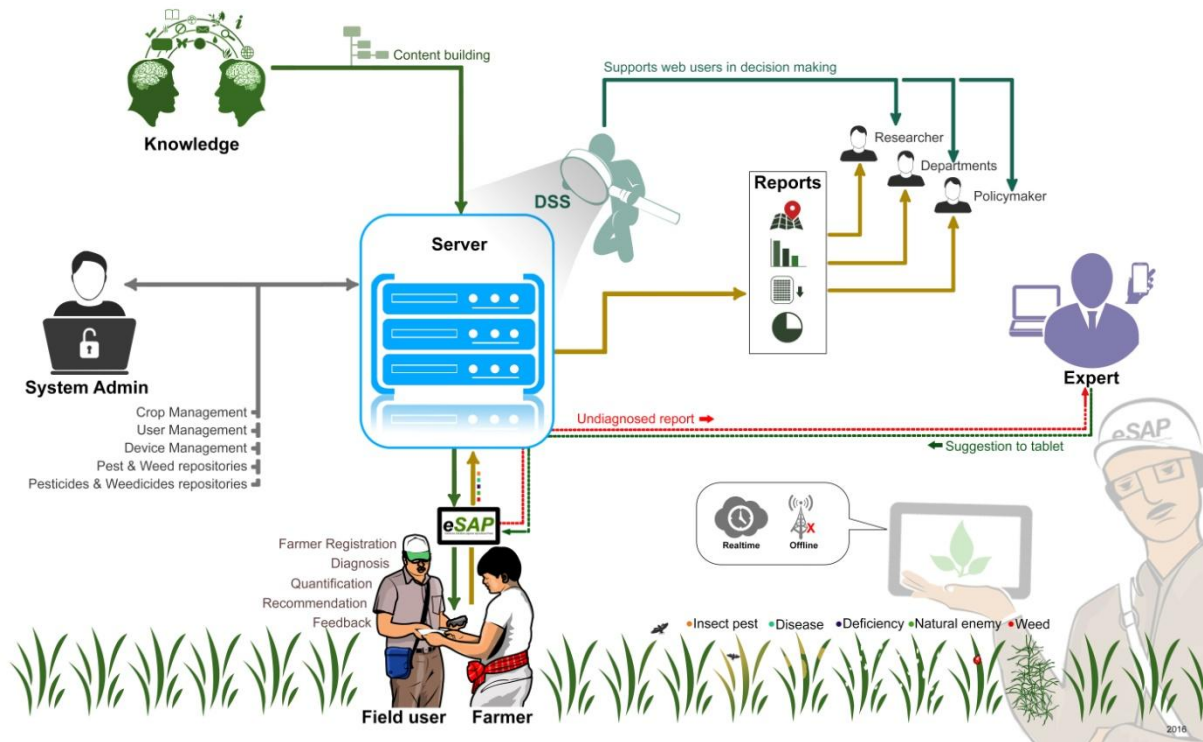 Content building
Knowledge
Supports web users in decision making
Researcher
Departments
Policymaker
DSS
Reports
Server
System Admin
Expert
Crop Management
User Management
Device Management
Pest & Weed repositories
Pesticides & Weedicides repositories
Undiagnosed report
Suggestion to tablet
eSAP
eSAP
Realtime
Offline
X
Farmer Registration
Diagnosis
Quantification
Recommendation
Feedback
Insect pest
Disease
Deficiency
Natural enemy
Weed
Field user
Farmer
2016